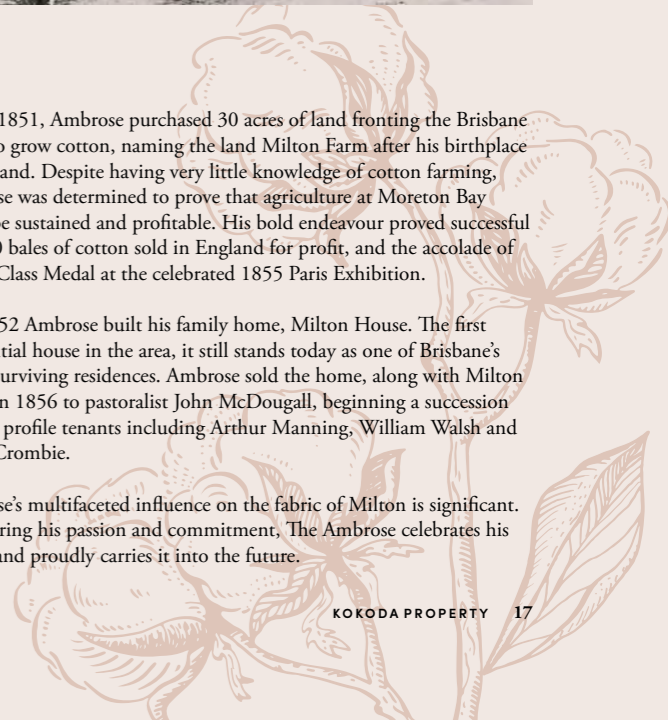 1851, Ambrose purchased 30 acres of land fronting the Brisbane
o grow cotton, naming the land Milton Farm after his birthplace
and. Despite having very little knowledge of cotton farming,
se was determined to prove that agriculture at Moreton Bay
be sustained and profitable. His bold endeavour proved successful
0 bales of cotton sold in England for profit, and the accolade of
Class Medal at the celebrated 1855 Paris Exhibition.
52 Ambrose built his family home, Milton House. The first
tial house in the area, it still stands today as one of Brisbane's
urviving residences. Ambrose sold the home, along with Milton
n 1856 to pastoralist John McDougall, beginning a succession
profile tenants including Arthur Manning, William Walsh and
Crombie.
se's multifaceted influence on the fabric of Milton is significant.
ring his passion and commitment, The Ambrose celebrates his
and proudly carries it into the future.
KOKODA PROPERTY 17